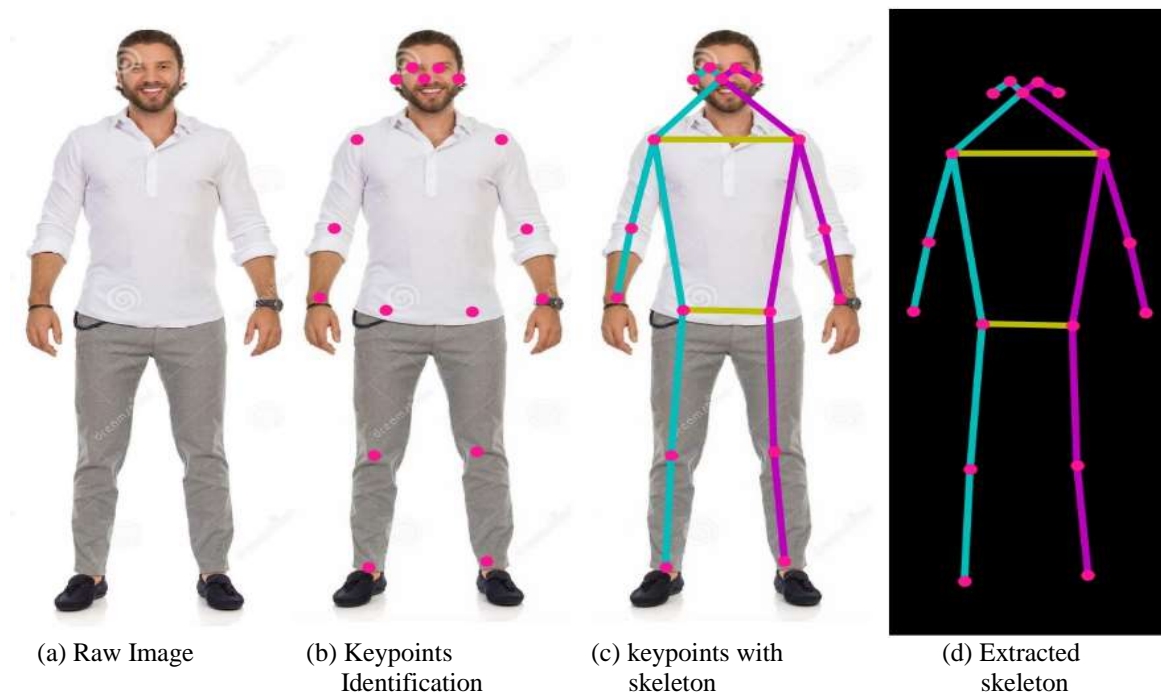 (a) Raw Image
(b) Keypoints
Identification
(c) keypoints with
skeleton
(d) Extracted
skeleton